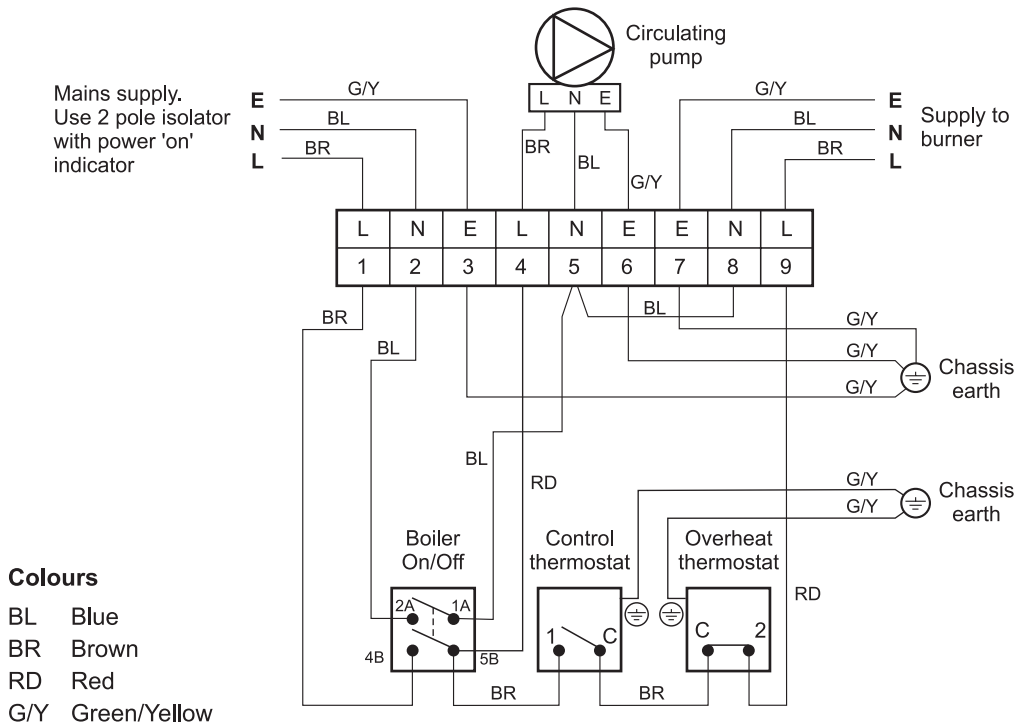 Circulating
pump
Mains supply.
Use 2 pole isolator
with power 'on'
indicator
E
N
L
G/Y
BL
BR
L N E
BR
BL
G/Y
G/Y
BL
BR
E
N
L
Supply to
burner
L N E L N E E N L
1 2 3 4 5 6 7 8 9
BR
BL
BL
G/Y
G/Y
G/Y
Chassis
earth
BL
RD
G/Y
G/Y
Chassis
earth
Boiler
On/Off
Control
thermostat
Overheat
thermostat
RD
2A 1A
4B 5B
1 C
C 2
BR
BR
Colours
BL Blue
BR Brown
RD Red
G/Y Green/Yellow